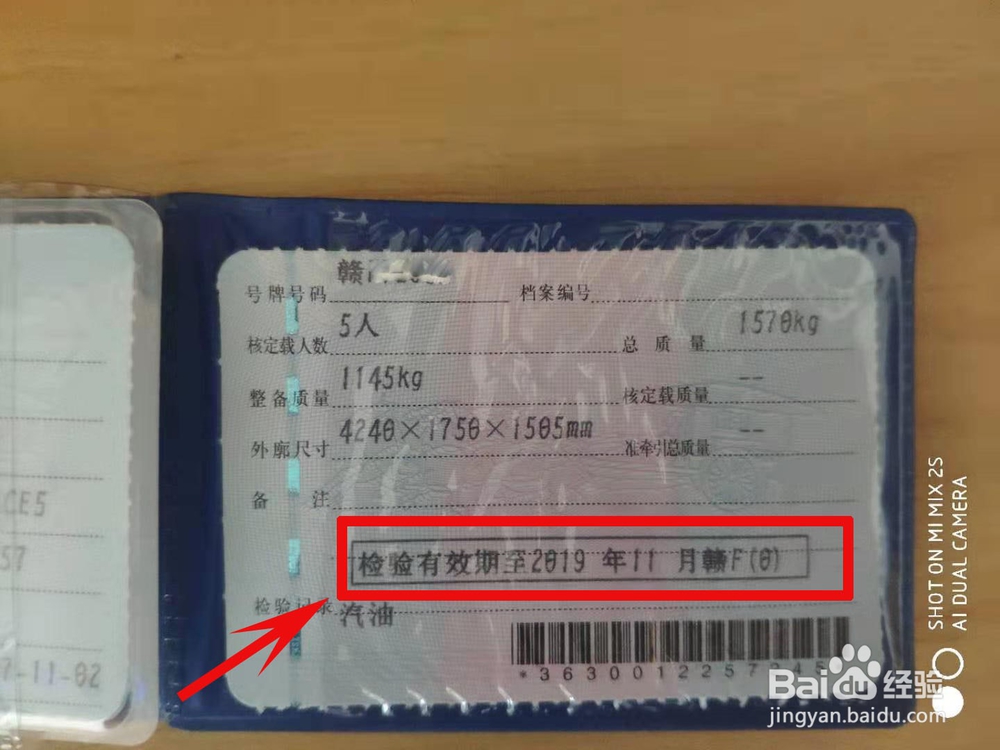 号牌号码 赣 档案编号
核定载人数 5人 总质量 1570kg
整备质量 1145kg 核定载质量 --
外廓尺寸 4240×1750×1505mm 准牵引总质量 --
备注
检验有效期至2019 年11 月赣F(0)
检验记录 汽油
*3630012257
CE5
57
7-11-02
SHOT ON MI MIX 2S
AI DUAL CAMERA
Baidu 经验
jingyan.baidu.com